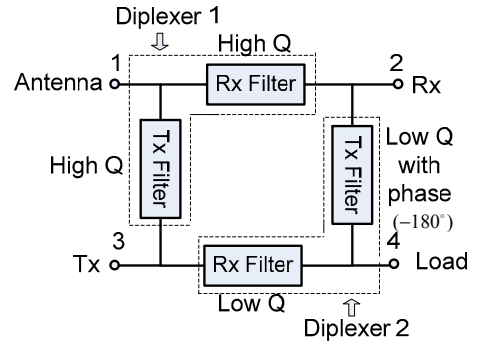 Diplexer 1
High Q
1
2
Antenna
Rx Filter
Rx
High Q
Tx Filter
Tx Filter
Low Q
with
phase
(−180°)
3
4
Tx
Rx Filter
Load
Low Q
Diplexer 2